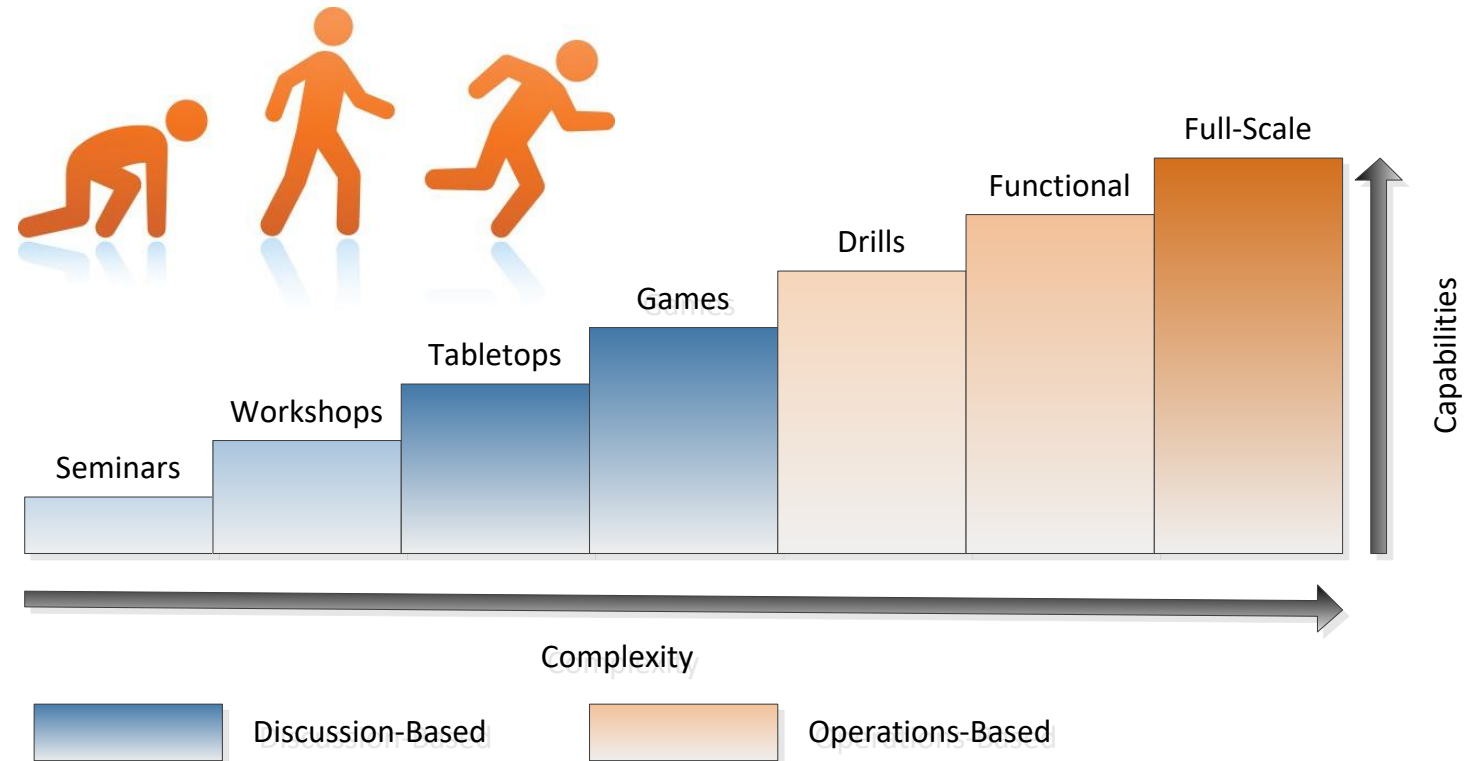 Full-Scale
Functional
Drills
Games
Tabletops
Workshops
Seminars
Capabilities
Complexity
Discussion-Based
Operations-Based